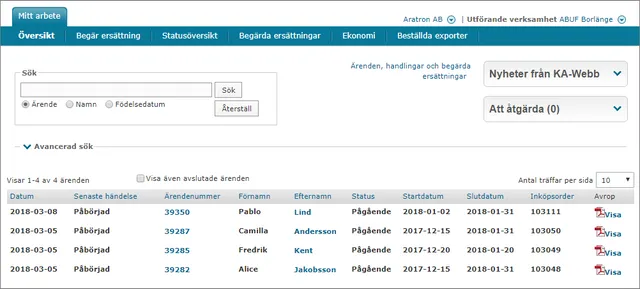 Mitt arbete
Aratron AB | Utförande verksamhet ABUF Borlänge
Översikt Begär ersättning Statusöversikt Begärda ersättningar Ekonomi Beställda exporter
Ärenden, handlingar och begärda
ersättningar
Nyheter från KA-Webb
Sök
Sök
Ärende Namn Födelsedatum
Återställ
Att åtgärda (0)
Avancerad sök
Visar 1-4 av 4 ärenden Visa även avslutade ärenden Antal träffar per sida 10
Datum Senaste händelse Ärendenummer Förnamn Efternamn Status Startdatum Slutdatum Inköpsorder Avrop
2018-03-08 Påbörjad 39350 Pablo Lind Pågående 2018-01-02 2018-01-31 103111 Visa
2018-03-05 Påbörjad 39287 Camilla Andersson Pågående 2017-12-15 2018-01-31 103050 Visa
2018-03-05 Påbörjad 39285 Fredrik Kent Pågående 2017-12-20 2018-01-20 103049 Visa
2018-03-05 Påbörjad 39282 Alice Jakobsson Pågående 2017-12-15 2018-01-31 103048 Visa